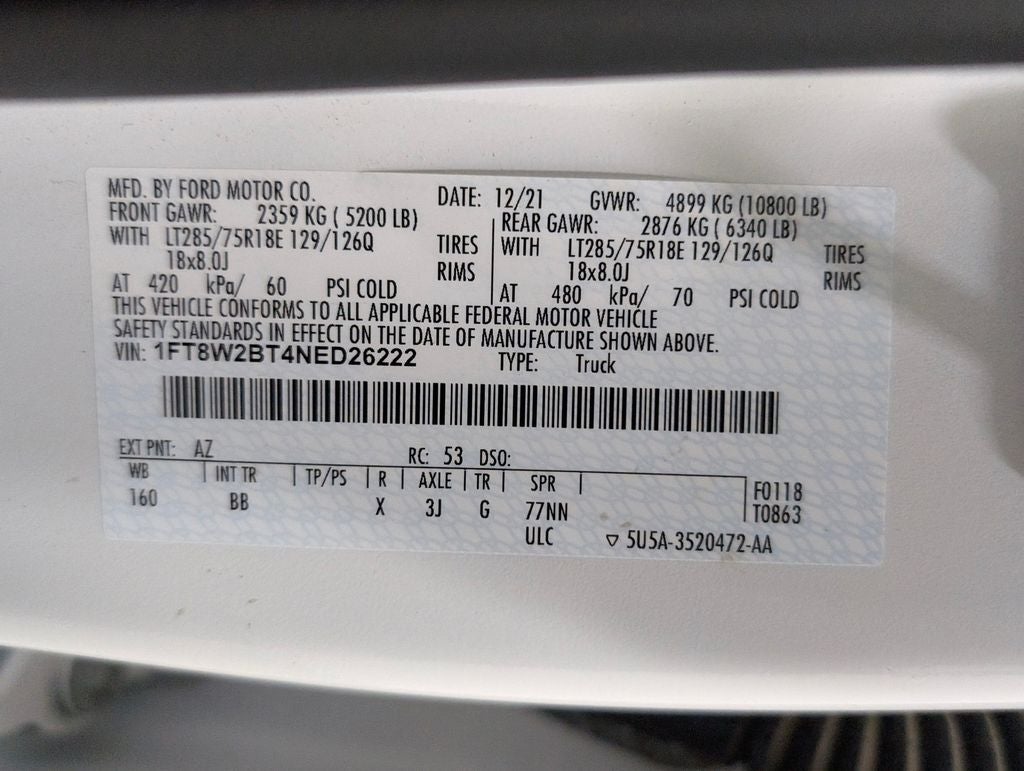 MFD. BY FORD MOTOR CO. DATE: 12/21 GVWR: 4899 KG (10800 LB)
FRONT GAWR: 2359 KG ( 5200 LB) REAR GAWR: 2876 KG ( 6340 LB)
WITH LT285/75R18E 129/126Q TIRES WITH LT285/75R18E 129/126Q TIRES
18x8.0J RIMS 18x8.0J RIMS
AT 420 kPa/ 60 PSI COLD AT 480 kPa/ 70 PSI COLD
THIS VEHICLE CONFORMS TO ALL APPLICABLE FEDERAL MOTOR VEHICLE
SAFETY STANDARDS IN EFFECT ON THE DATE OF MANUFACTURE SHOWN ABOVE.
VIN: 1FT8W2BT4NED26222 TYPE: Truck
EXT PNT: AZ RC: 53 DSO:
WB INT TR TP/PS R AXLE TR SPR F0118
160 BB X 3J G 77NN T0863
ULC ▽ 5U5A-3520472-AA